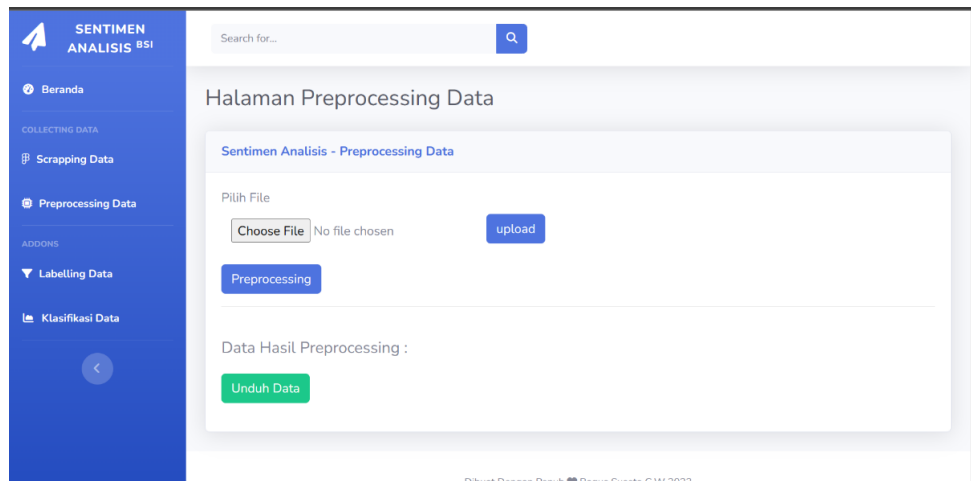 SENTIMEN
ANALISIS BSI
Search for...
Beranda
COLLECTING DATA
Scrapping Data
Preprocessing Data
ADDONS
Labelling Data
Klasifikasi Data
Halaman Preprocessing Data
Sentimen Analisis - Preprocessing Data
Pilih File
Choose File No file chosen
upload
Preprocessing
Data Hasil Preprocessing :
Unduh Data